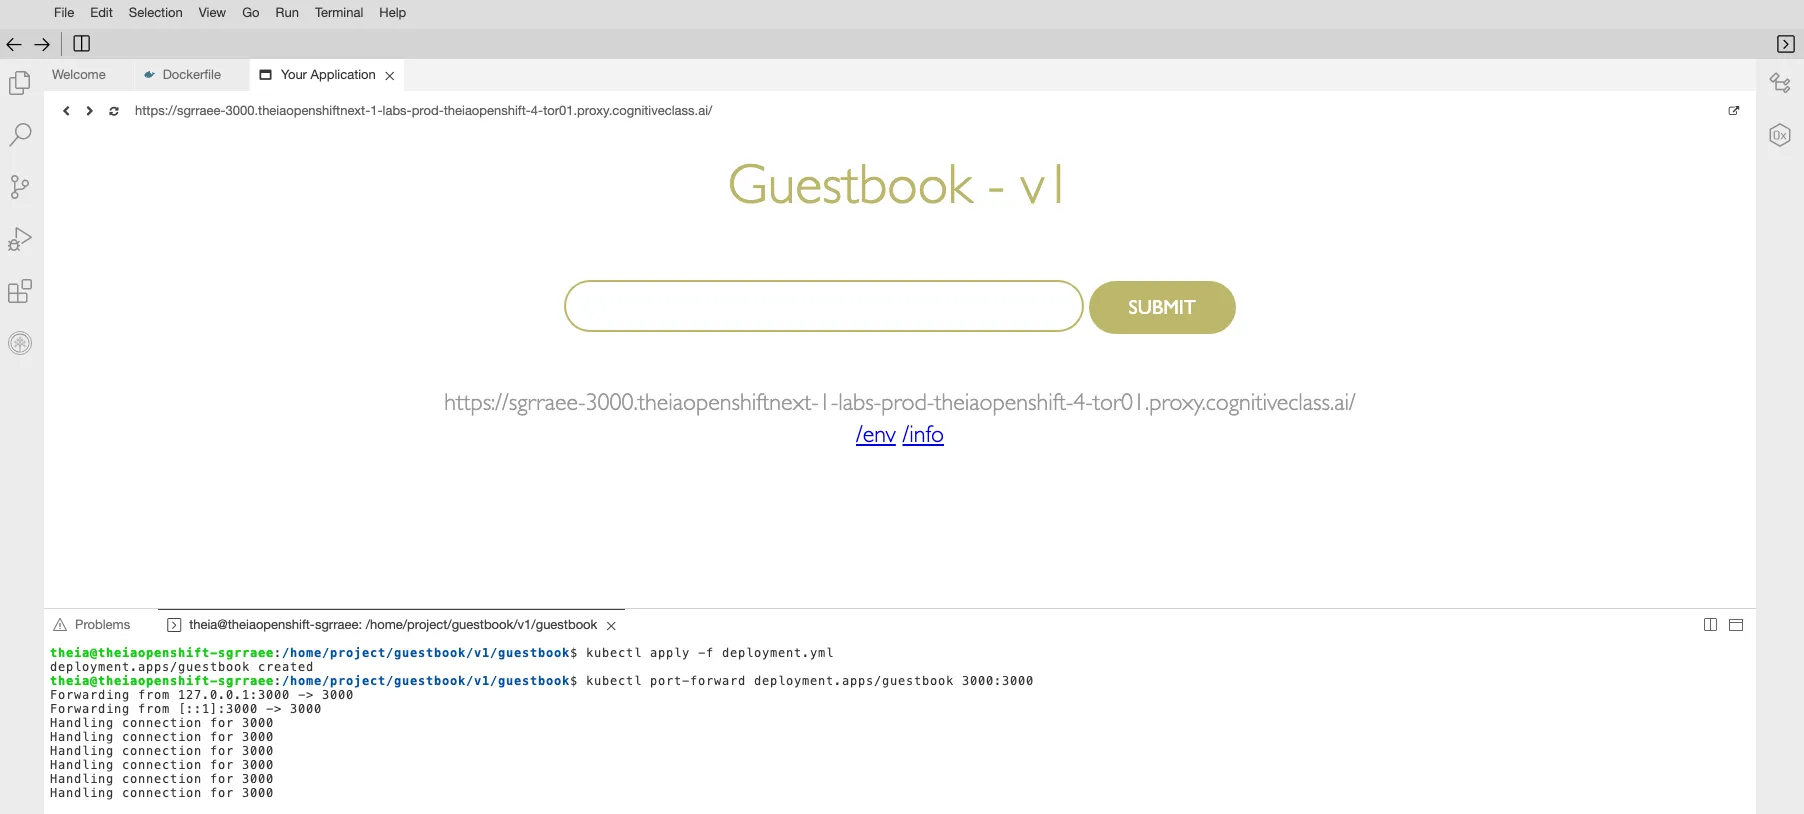 File Edit Selection View Go Run Terminal Help
Welcome Dockerfile Your Application
https://sgrraee-3000.theiaopenshiftnext-1-labs-prod-theiaopenshift-4-tor01.proxy.cognitiveclass.ai/
Guestbook - v1
SUBMIT
https://sgrraee-3000.theiaopenshiftnext-1-labs-prod-theiaopenshift-4-tor01.proxy.cognitiveclass.ai/
/env /info
Problems theia@theiaopenshift-sgrraee: /home/project/guestbook/v1/guestbook
theia@theiaopenshift-sgrraee:/home/project/guestbook/v1/guestbook$ kubectl apply -f deployment.yml
deployment.apps/guestbook created
theia@theiaopenshift-sgrraee:/home/project/guestbook/v1/guestbook$ kubectl port-forward deployment.apps/guestbook 3000:3000
Forwarding from 127.0.0.1:3000 -> 3000
Forwarding from [::1]:3000 -> 3000
Handling connection for 3000
Handling connection for 3000
Handling connection for 3000
Handling connection for 3000
Handling connection for 3000
Handling connection for 3000